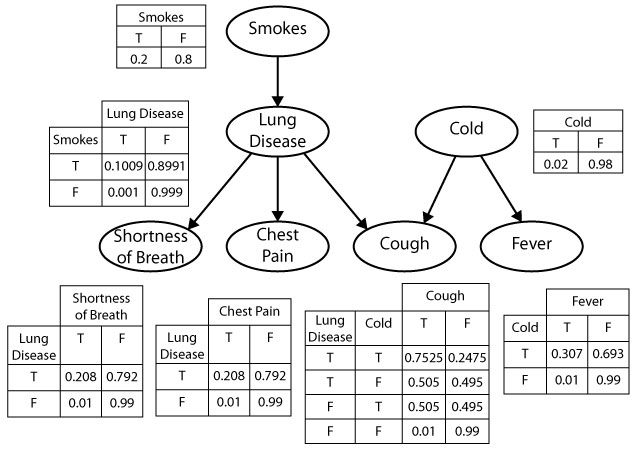 Smokes
T F
0.2 0.8
Smokes
Lung Disease
Smokes T F
T 0.1009 0.8991
F 0.001 0.999
Lung
Disease
Cold
Cold
T F
0.02 0.98
Shortness
of Breath
Chest
Pain
Cough
Fever
Shortness
of Breath
Lung
Disease T F
T 0.208 0.792
F 0.01 0.99
Chest Pain
Lung
Disease T F
T 0.208 0.792
F 0.01 0.99
Cough
Lung
Disease Cold T F
T T 0.7525 0.2475
T F 0.505 0.495
F T 0.505 0.495
F F 0.01 0.99
Fever
Cold T F
T 0.307 0.693
F 0.01 0.99